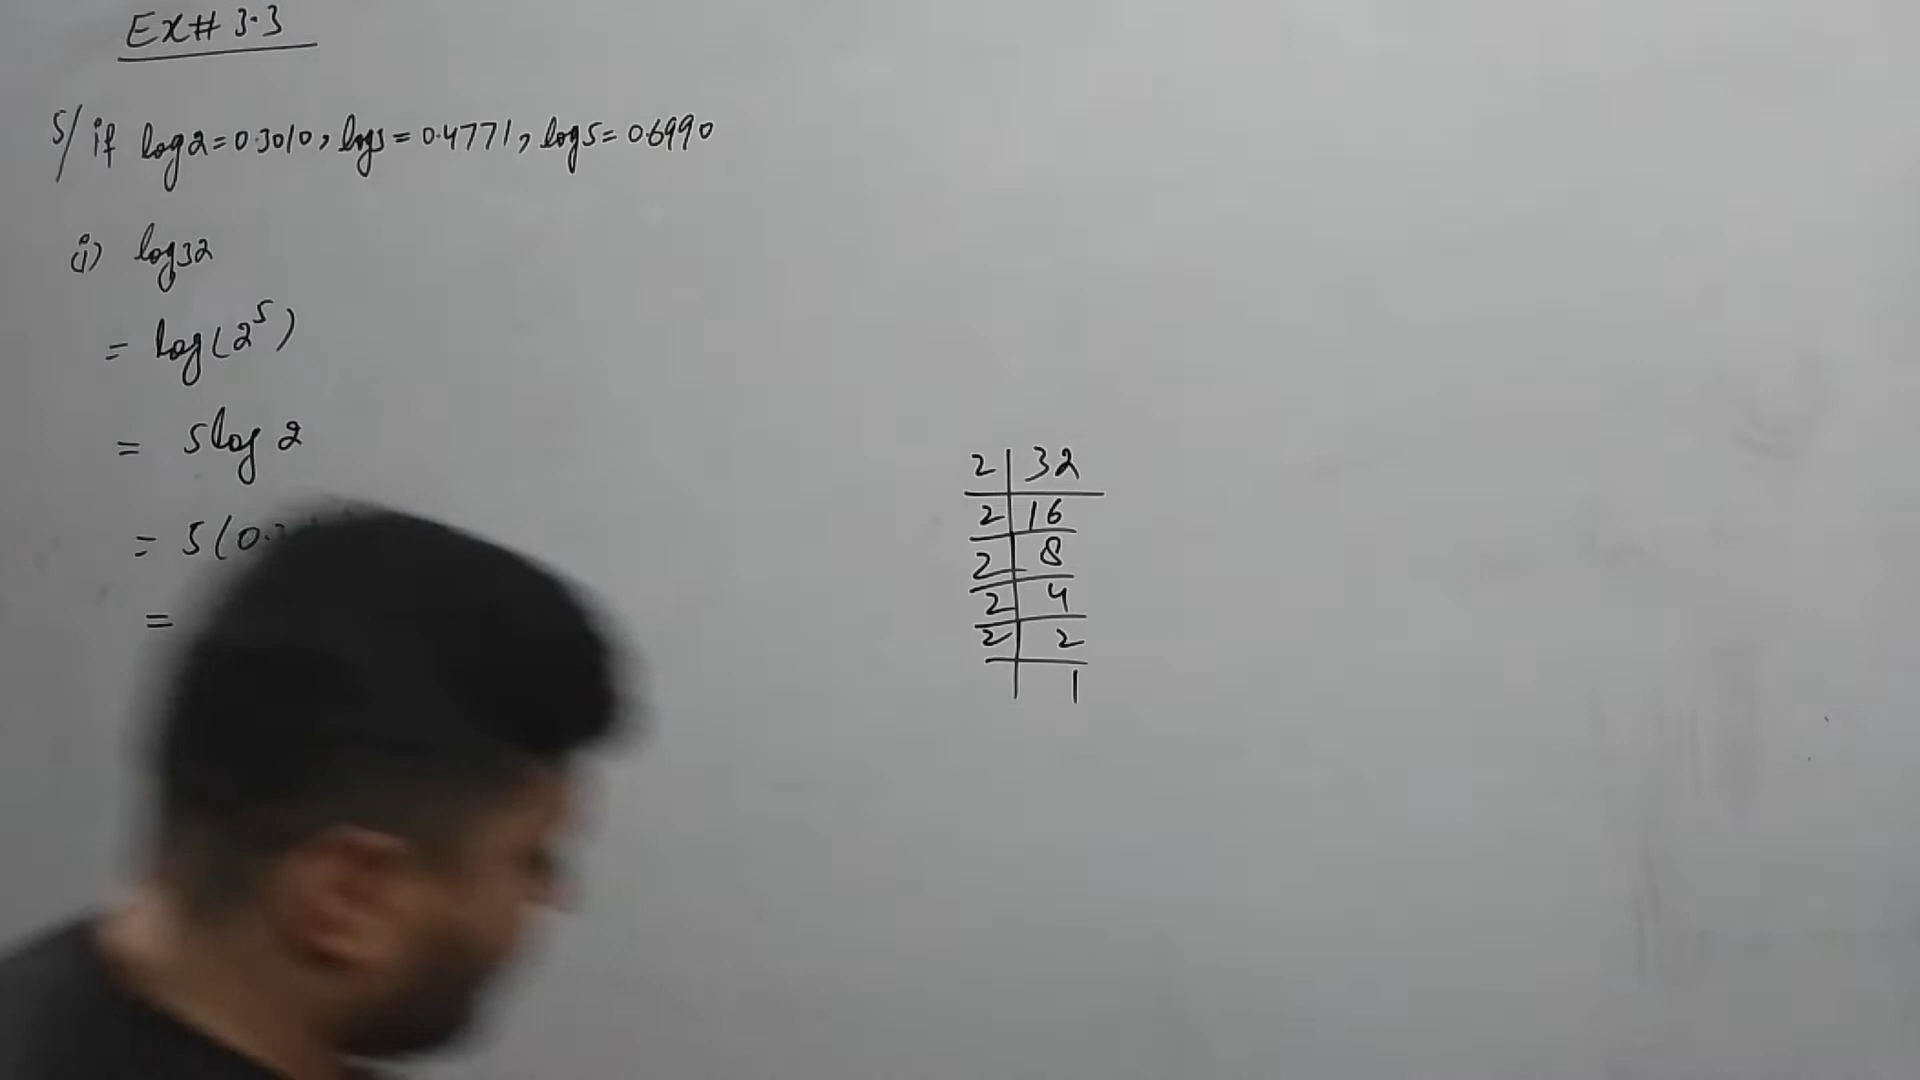 Ex# 3.3
5/ if log2=0.3010, log3=0.4771, log5=0.6990
(i) log32
= log(2^5)
= 5log 2
= 5(0.
=
2|32
2|16
2|8
2|4
2|2
|1